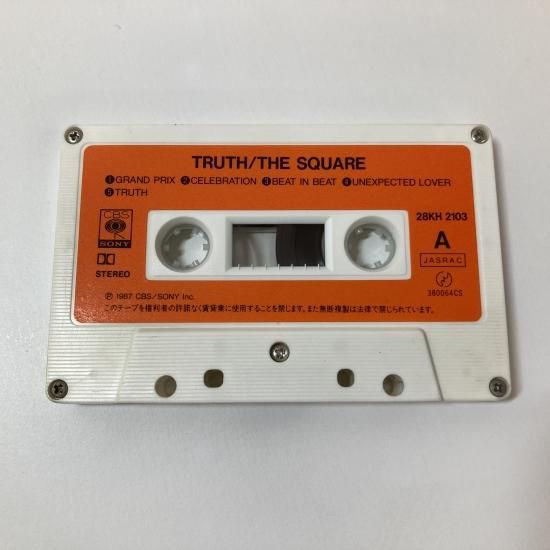 TRUTH/THE SQUARE
❶GRAND PRIX ❷CELEBRATION ❸BEAT IN BEAT ❹UNEXPECTED LOVER
❺TRUTH
CBS
SONY
STEREO
28KH 2103
A
JASRAC
380064CS
Ⓟ 1987 CBS/SONY Inc.
このテープを権利者の許諾なく賃貸業に使用することを禁じます。また無断複製は法律で禁じられています。